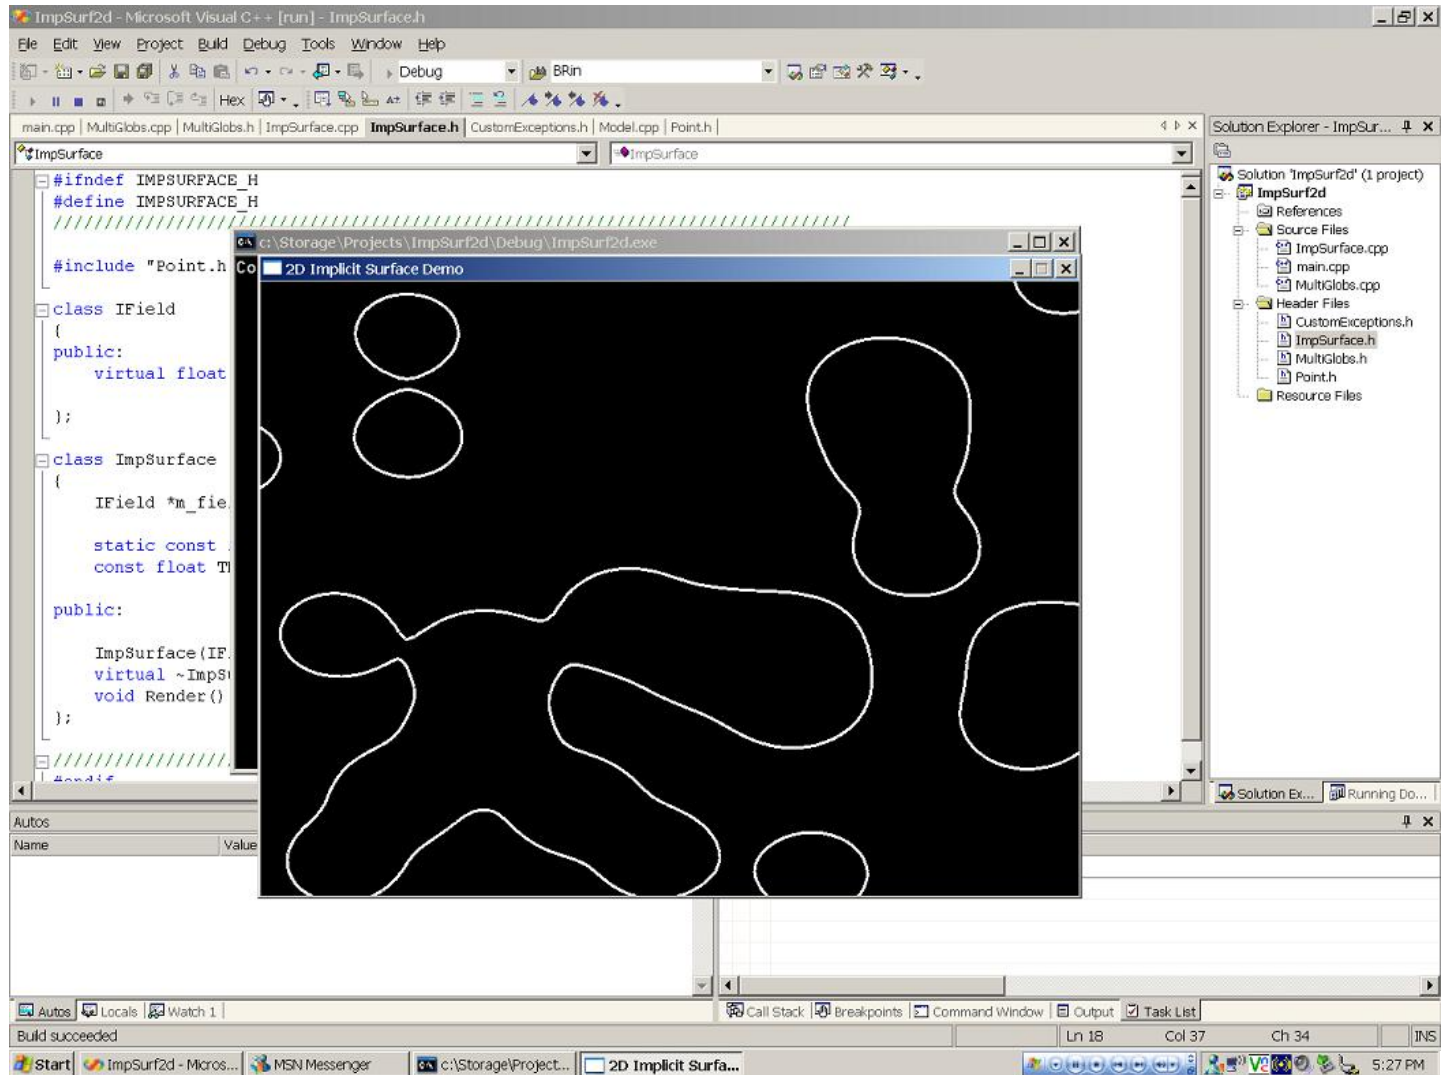 ImpSurf2d - Microsoft Visual C++ [run] - ImpSurface.h
File Edit View Project Build Debug Tools Window Help
Debug BRin
Hex
main.cpp MultiGlobs.cpp MultiGlobs.h ImpSurface.cpp ImpSurface.h CustomExceptions.h Model.cpp Point.h
ImpSurface ImpSurface
#ifndef IMPSURFACE_H
#define IMPSURFACE_H
////////////////////////////////////////////////////////////////////////////////
#include "Point.h
class IField
{
public:
virtual float
};
class ImpSurface
{
IField *m_fie
static const
const float T
public:
ImpSurface(IF
virtual ~ImpS
void Render()
};
/////////////////
#endif
c:\Storage\Projects\ImpSurf2d\Debug\ImpSurf2d.exe
Co
2D Implicit Surface Demo
Solution Explorer - ImpSur...
Solution 'ImpSurf2d' (1 project)
ImpSurf2d
References
Source Files
ImpSurface.cpp
main.cpp
MultiGlobs.cpp
Header Files
CustomExceptions.h
ImpSurface.h
MultiGlobs.h
Point.h
Resource Files
Solution Ex... Running Do...
Autos
Name Value
Autos Locals Watch 1
Call Stack Breakpoints Command Window Output Task List
Build succeeded Ln 18 Col 37 Ch 34 INS
Start ImpSurf2d - Micros... MSN Messenger c:\Storage\Project... 2D Implicit Surfa... 5:27 PM